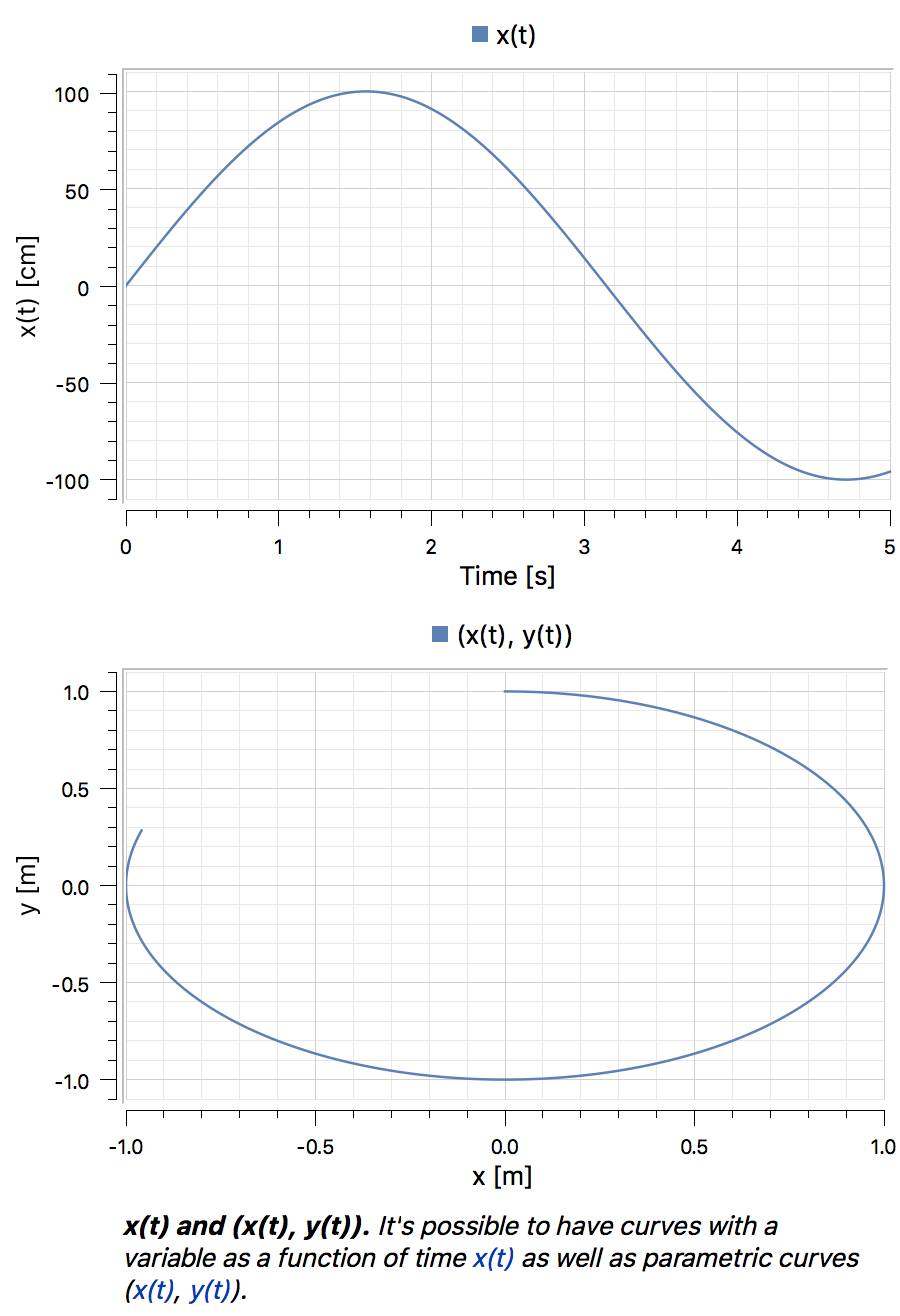 x(t)
100
50
0
-50
-100
x(t) [cm]
0 1 2 3 4 5
Time [s]
(x(t), y(t))
1.0
0.5
0.0
-0.5
-1.0
y [m]
-1.0 -0.5 0.0 0.5 1.0
x [m]
x(t) and (x(t), y(t)). It's possible to have curves with a
variable as a function of time x(t) as well as parametric curves
(x(t), y(t)).